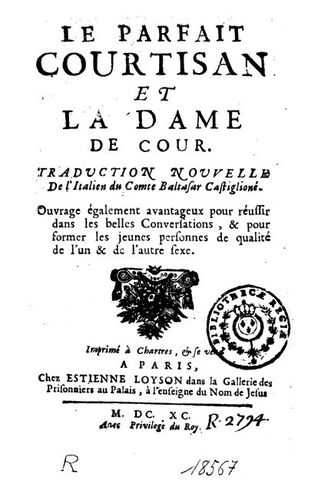 LE PARFAIT
COURTISAN
ET
LA DAME
DE COUR.
TRADUCTION NOUVELLE
De l'Italien du Comte Baltasar Castiglioné.
Ouvrage également avantageux pour réussir
dans les belles Conversations, & pour
former les jeunes personnes de qualité
de l'un & de l'autre sexe.
BIBLIOTHECÆ REGIÆ
Imprimé à Chartres, & se ve
A PARIS,
Chez ESTIENNE LOYSON dans la Gallerie des
Prisonniers au Palais, à l'enseigne du Nom de Jesus
M. DC. XC.
Avec Privilege du Roy.
R. 2794
R 18567